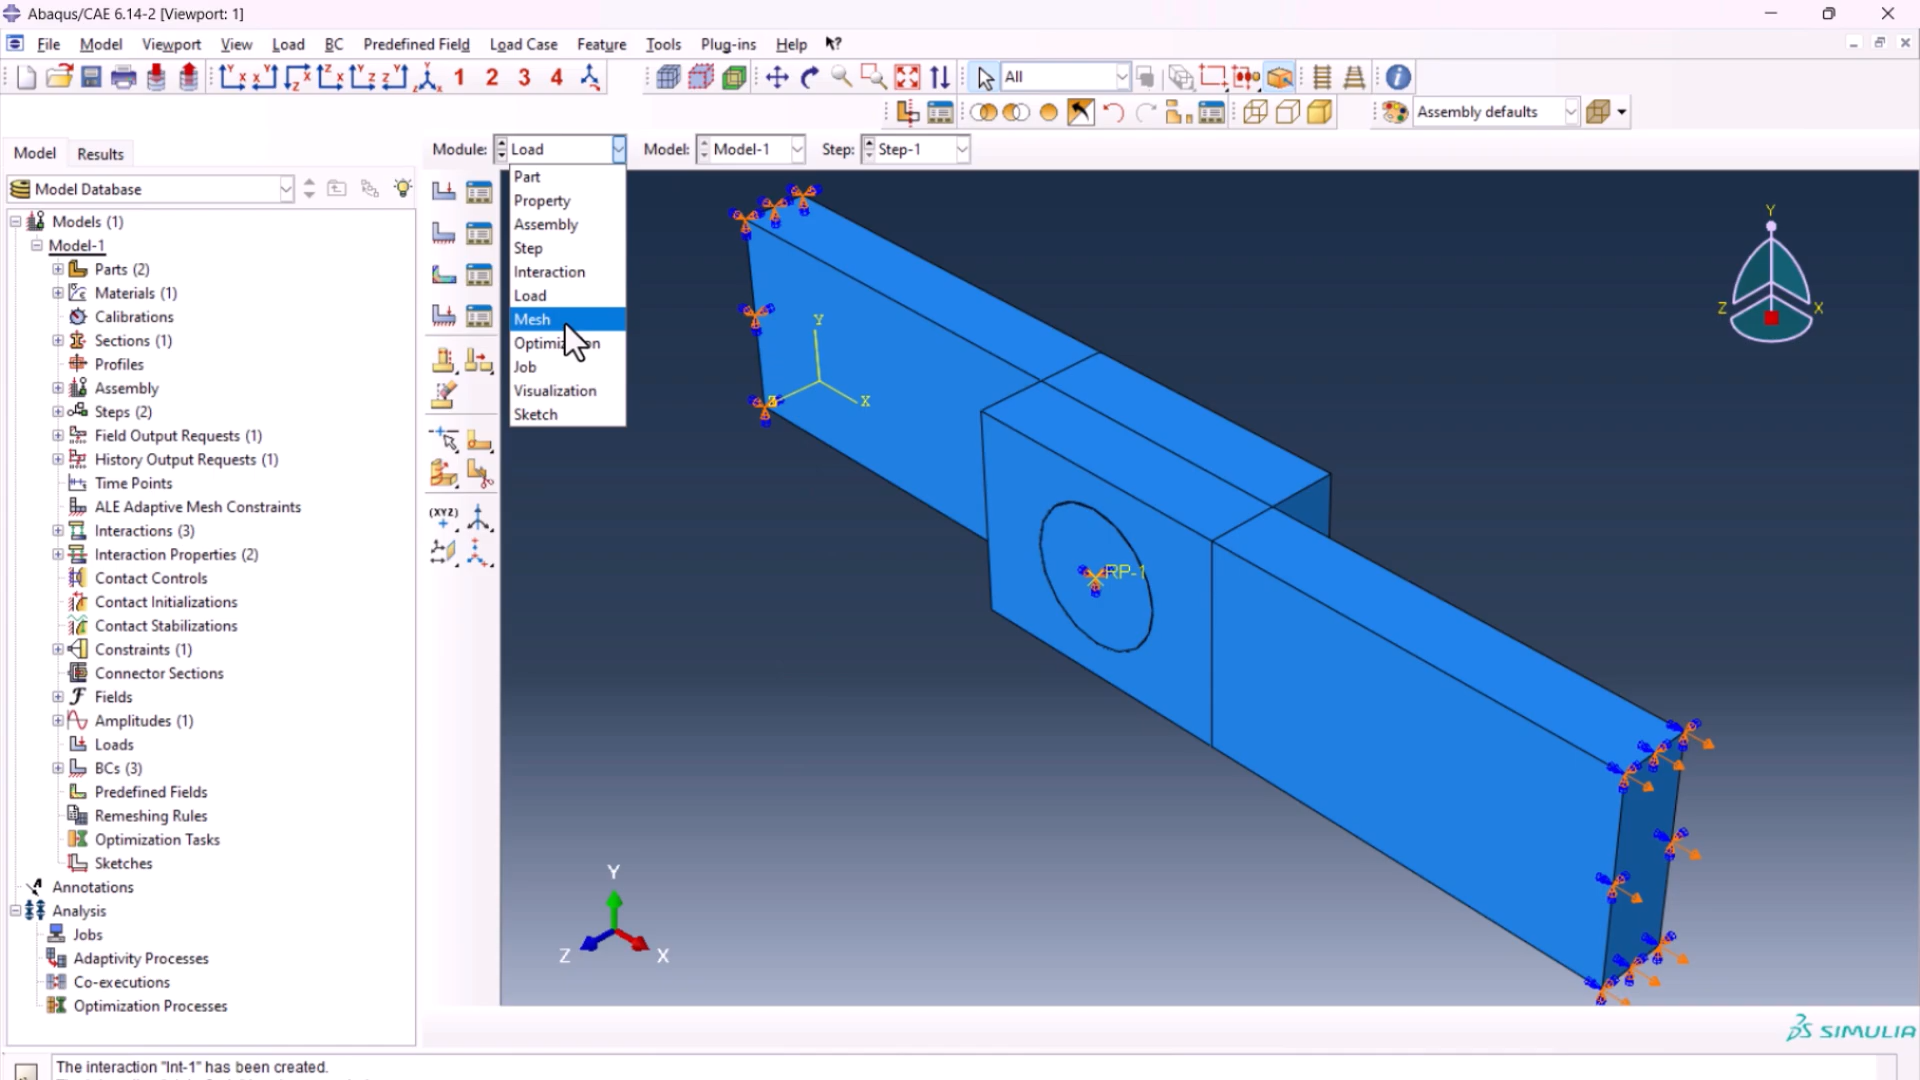 Abaqus/CAE 6.14-2 [Viewport: 1]
File Model Viewport View Load BC Predefined Field Load Case Feature Tools Plug-ins Help
1 2 3 4
All
Assembly defaults
Model Results
Module: Load Model: Model-1 Step: Step-1
Model Database
Models (1)
Model-1
Parts (2)
Materials (1)
Calibrations
Sections (1)
Profiles
Assembly
Steps (2)
Field Output Requests (1)
History Output Requests (1)
Time Points
ALE Adaptive Mesh Constraints
Interactions (3)
Interaction Properties (2)
Contact Controls
Contact Initializations
Contact Stabilizations
Constraints (1)
Connector Sections
Fields
Amplitudes (1)
Loads
BCs (3)
Predefined Fields
Remeshing Rules
Optimization Tasks
Sketches
Annotations
Analysis
Jobs
Adaptivity Processes
Co-executions
Optimization Processes
Part
Property
Assembly
Step
Interaction
Load
Mesh
Optimization
Job
Visualization
Sketch
(XYZ)
Y
X
RP-1
Y
Z
X
Y
Z
X
SIMULIA
The interaction "Int-1" has been created.